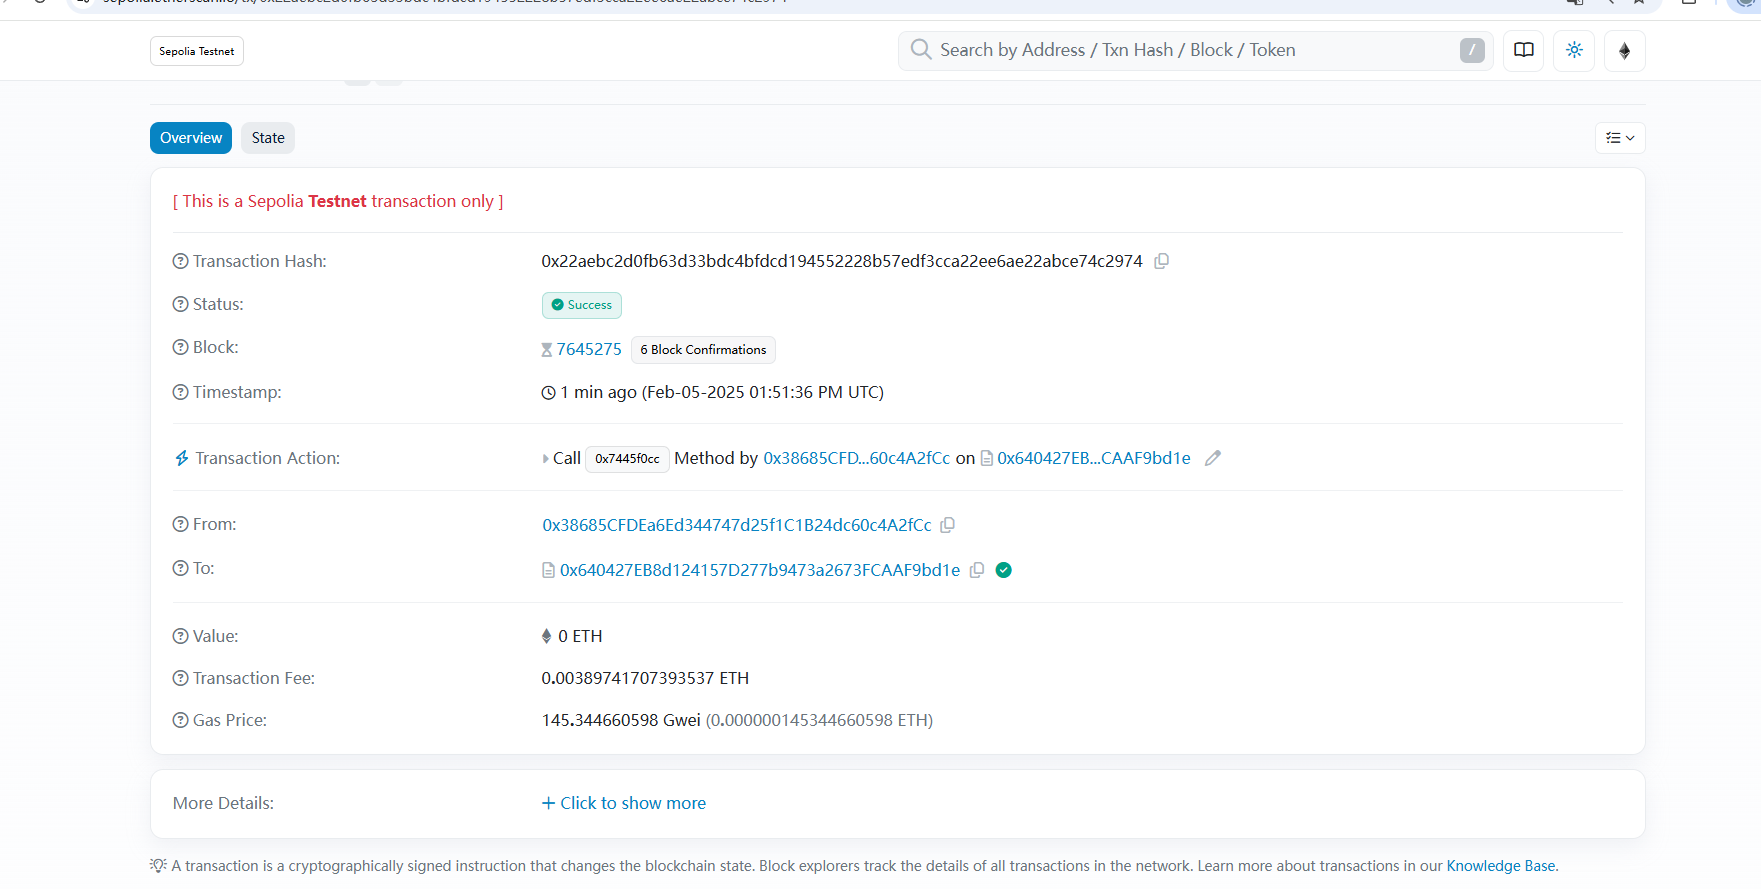 Sepolia Testnet
Search by Address / Txn Hash / Block / Token
/
Overview
State
[ This is a Sepolia Testnet transaction only ]
Transaction Hash: 0x22aebc2d0fb63d33bdc4bfdcd194552228b57edf3cca22ee6ae22abce74c2974
Status: Success
Block: 7645275 6 Block Confirmations
Timestamp: 1 min ago (Feb-05-2025 01:51:36 PM UTC)
Transaction Action: Call 0x7445f0cc Method by 0x38685CFD...60c4A2fCc on 0x640427EB...CAAF9bd1e
From: 0x38685CFDEa6Ed344747d25f1C1B24dc60c4A2fCc
To: 0x640427EB8d124157D277b9473a2673FCAAF9bd1e
Value: 0 ETH
Transaction Fee: 0.00389741707393537 ETH
Gas Price: 145.344660598 Gwei (0.000000145344660598 ETH)
More Details: + Click to show more
A transaction is a cryptographically signed instruction that changes the blockchain state. Block explorers track the details of all transactions in the network. Learn more about transactions in our Knowledge Base.